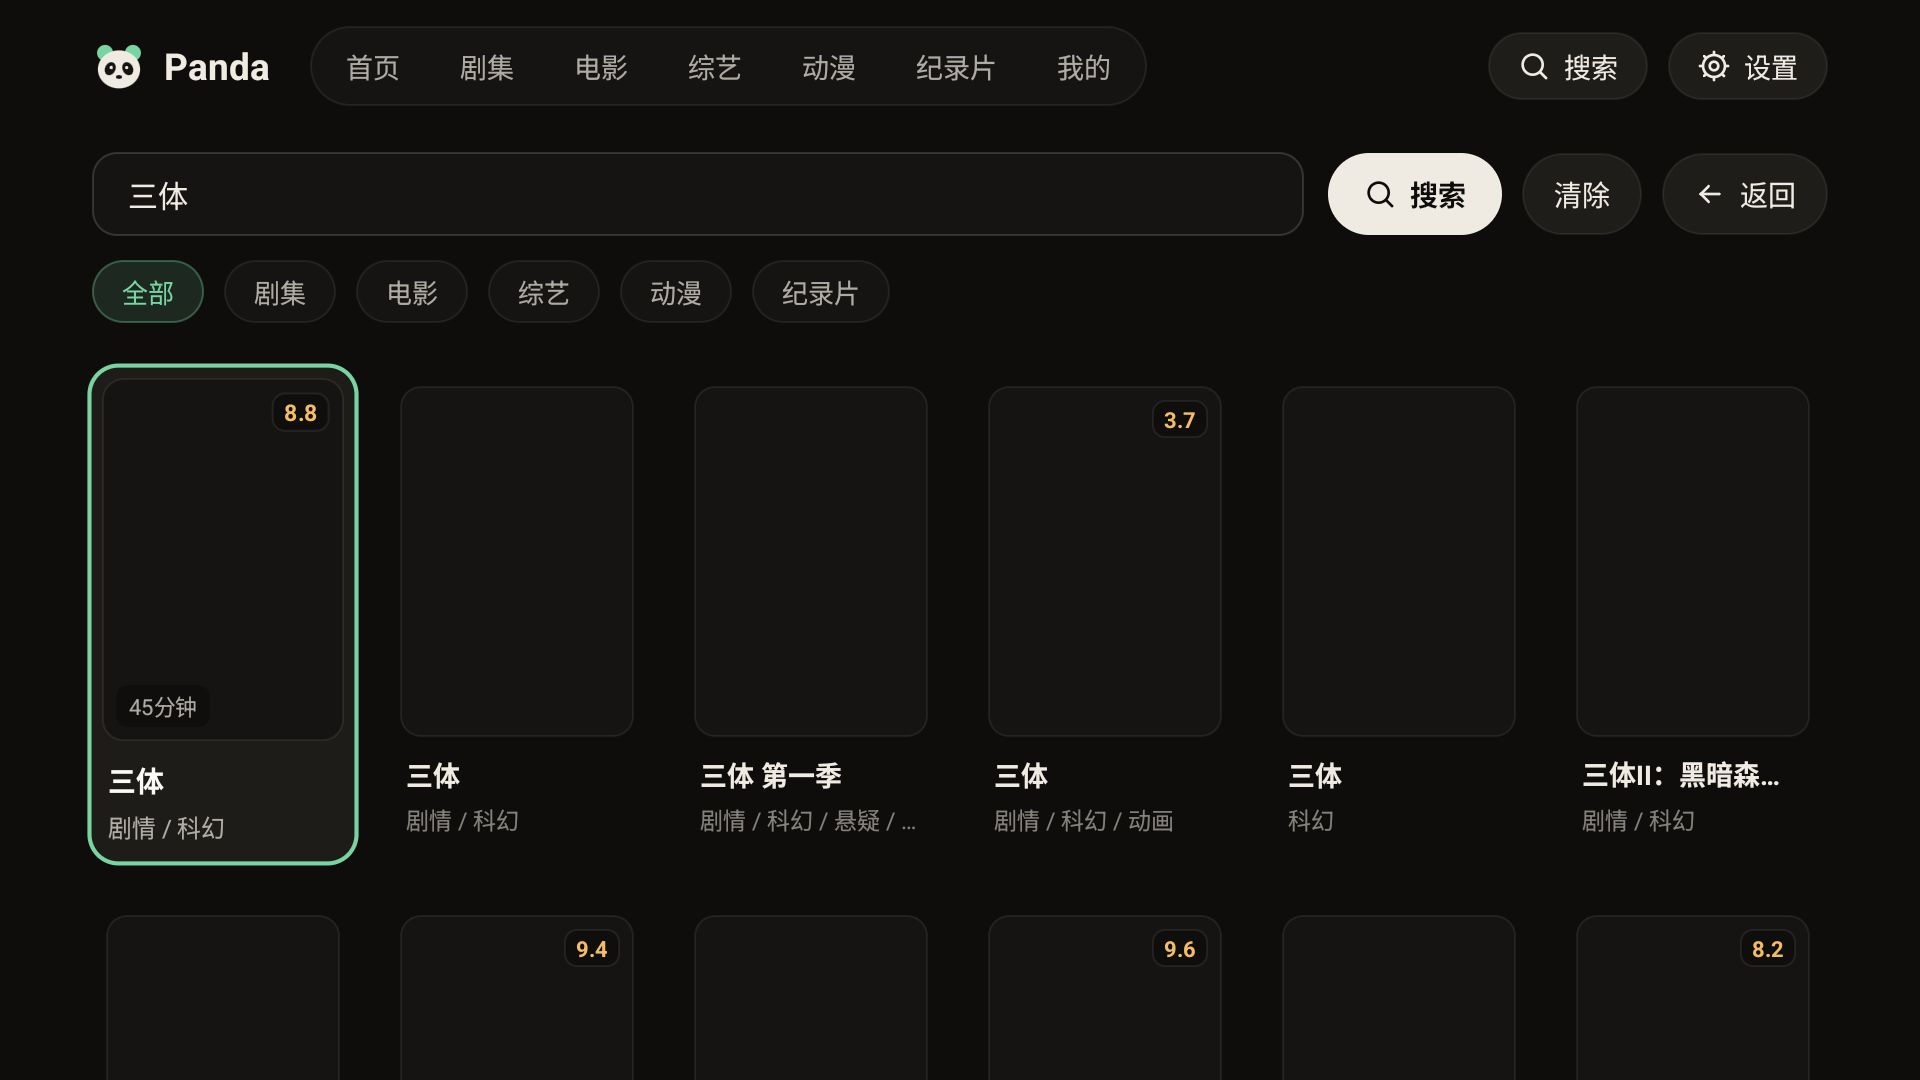 Panda
首页 剧集 电影 综艺 动漫 纪录片 我的
搜索 设置
三体
搜索 清除 返回
全部 剧集 电影 综艺 动漫 纪录片
8.8
3.7
45分钟
三体
剧情 / 科幻
三体
剧情 / 科幻
三体 第一季
剧情 / 科幻 / 悬疑 / ...
三体
剧情 / 科幻 / 动画
三体
科幻
三体II：黑暗森...
剧情 / 科幻
9.4
9.6
8.2